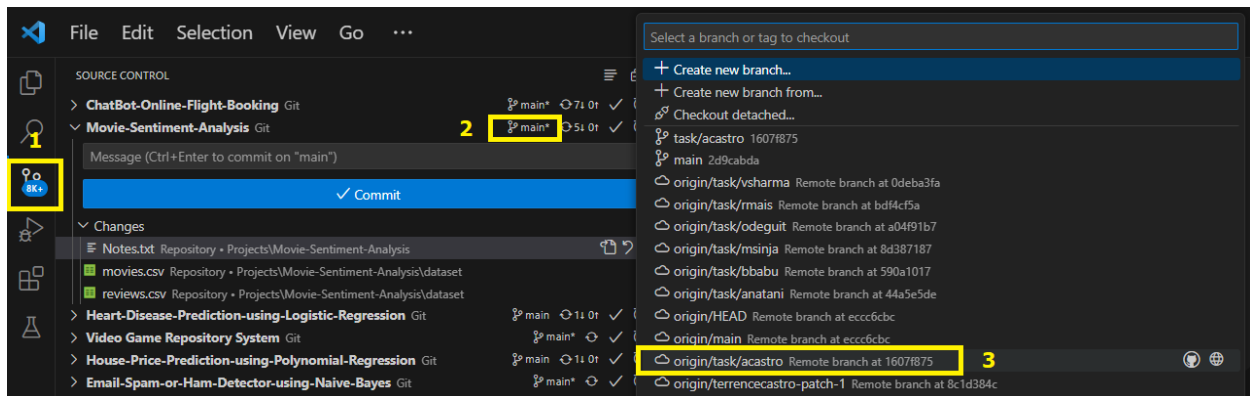 File Edit Selection View Go ...
SOURCE CONTROL
ChatBot-Online-Flight-Booking Git main* 7↓ 0↑
Movie-Sentiment-Analysis Git 2 main* 5↓ 0↑
1
Message (Ctrl+Enter to commit on "main")
8K+
Commit
Changes
Notes.txt Repository • Projects\Movie-Sentiment-Analysis
movies.csv Repository • Projects\Movie-Sentiment-Analysis\dataset
reviews.csv Repository • Projects\Movie-Sentiment-Analysis\dataset
Heart-Disease-Prediction-using-Logistic-Regression Git main 1↓ 0↑
Video Game Repository System Git main*
House-Price-Prediction-using-Polynomial-Regression Git main 1↓ 0↑
Email-Spam-or-Ham-Detector-using-Naive-Bayes Git main*
Select a branch or tag to checkout
Create new branch...
Create new branch from...
Checkout detached...
task/acastro 1607f875
main 2d9cabda
origin/task/vsharma Remote branch at 0deba3fa
origin/task/rmais Remote branch at bdf4cf5a
origin/task/odeguit Remote branch at a04f91b7
origin/task/msinja Remote branch at 8d387187
origin/task/bbabu Remote branch at 590a1017
origin/task/anatani Remote branch at 44a5e5de
origin/HEAD Remote branch at eccc6cbc
origin/main Remote branch at eccc6cbc
origin/task/acastro Remote branch at 1607f875 3
origin/terrencecastro-patch-1 Remote branch at 8c1d384c